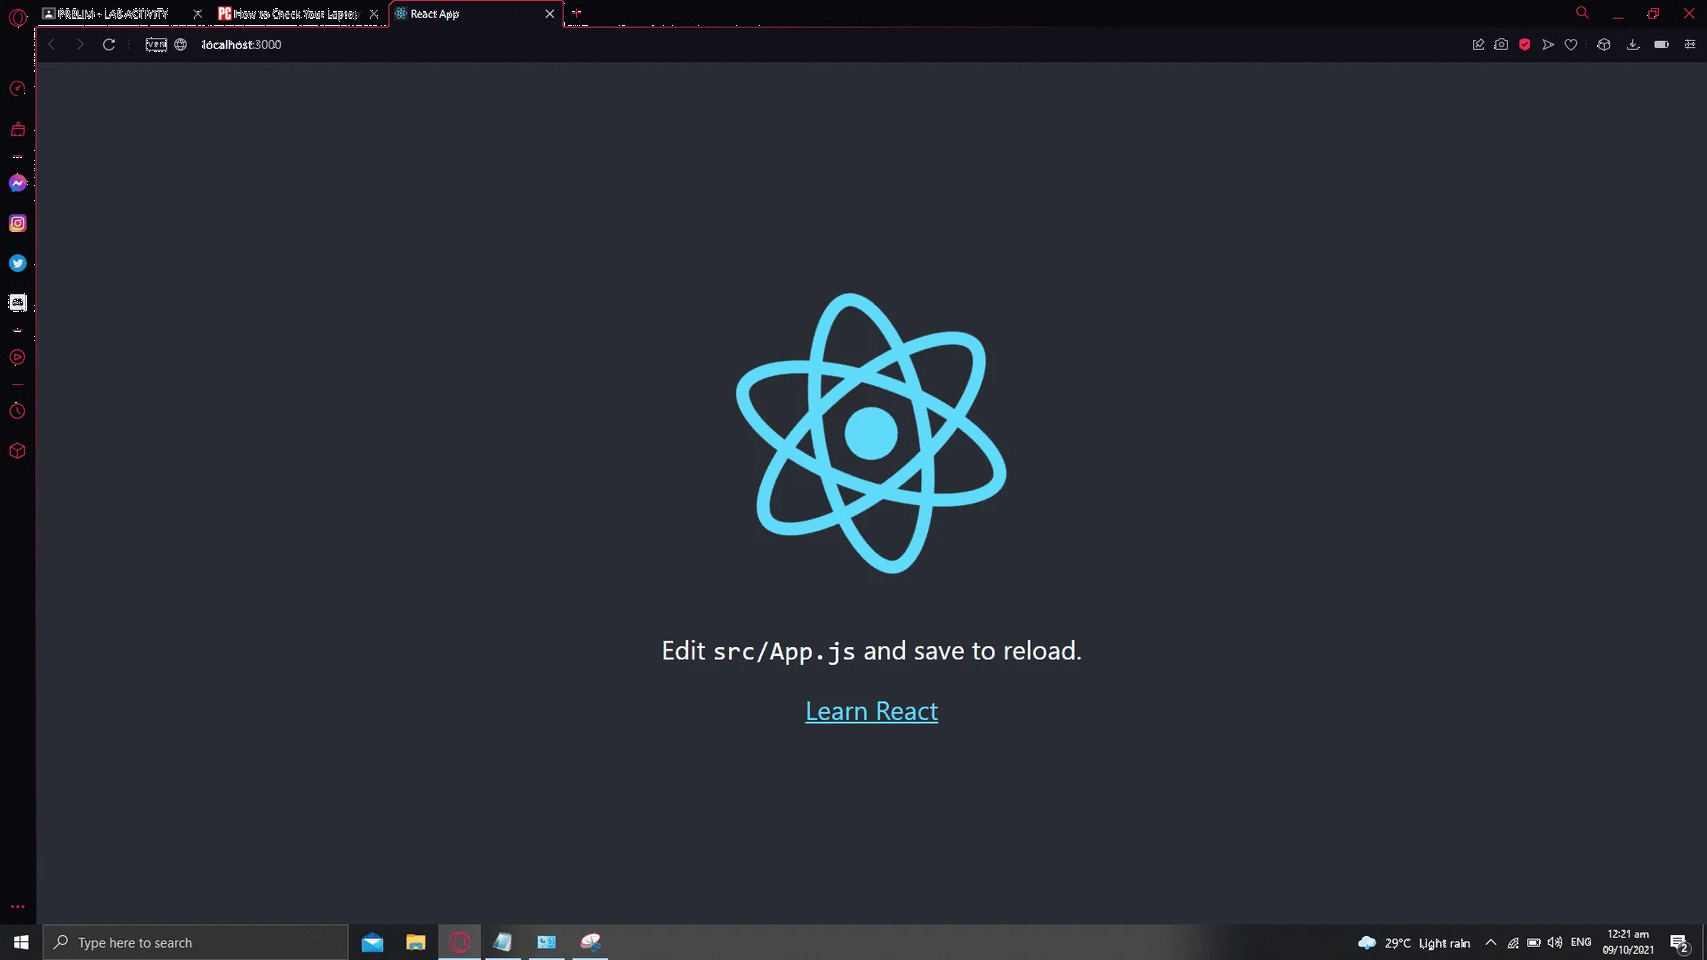 PRELIM - LAB ACTIVITY
PC How to Check Your Laptop
React App
VPN
localhost:3000
Edit src/App.js and save to reload.
Learn React
Type here to search
29°C Light rain
ENG
12:21 am
09/10/2021
2